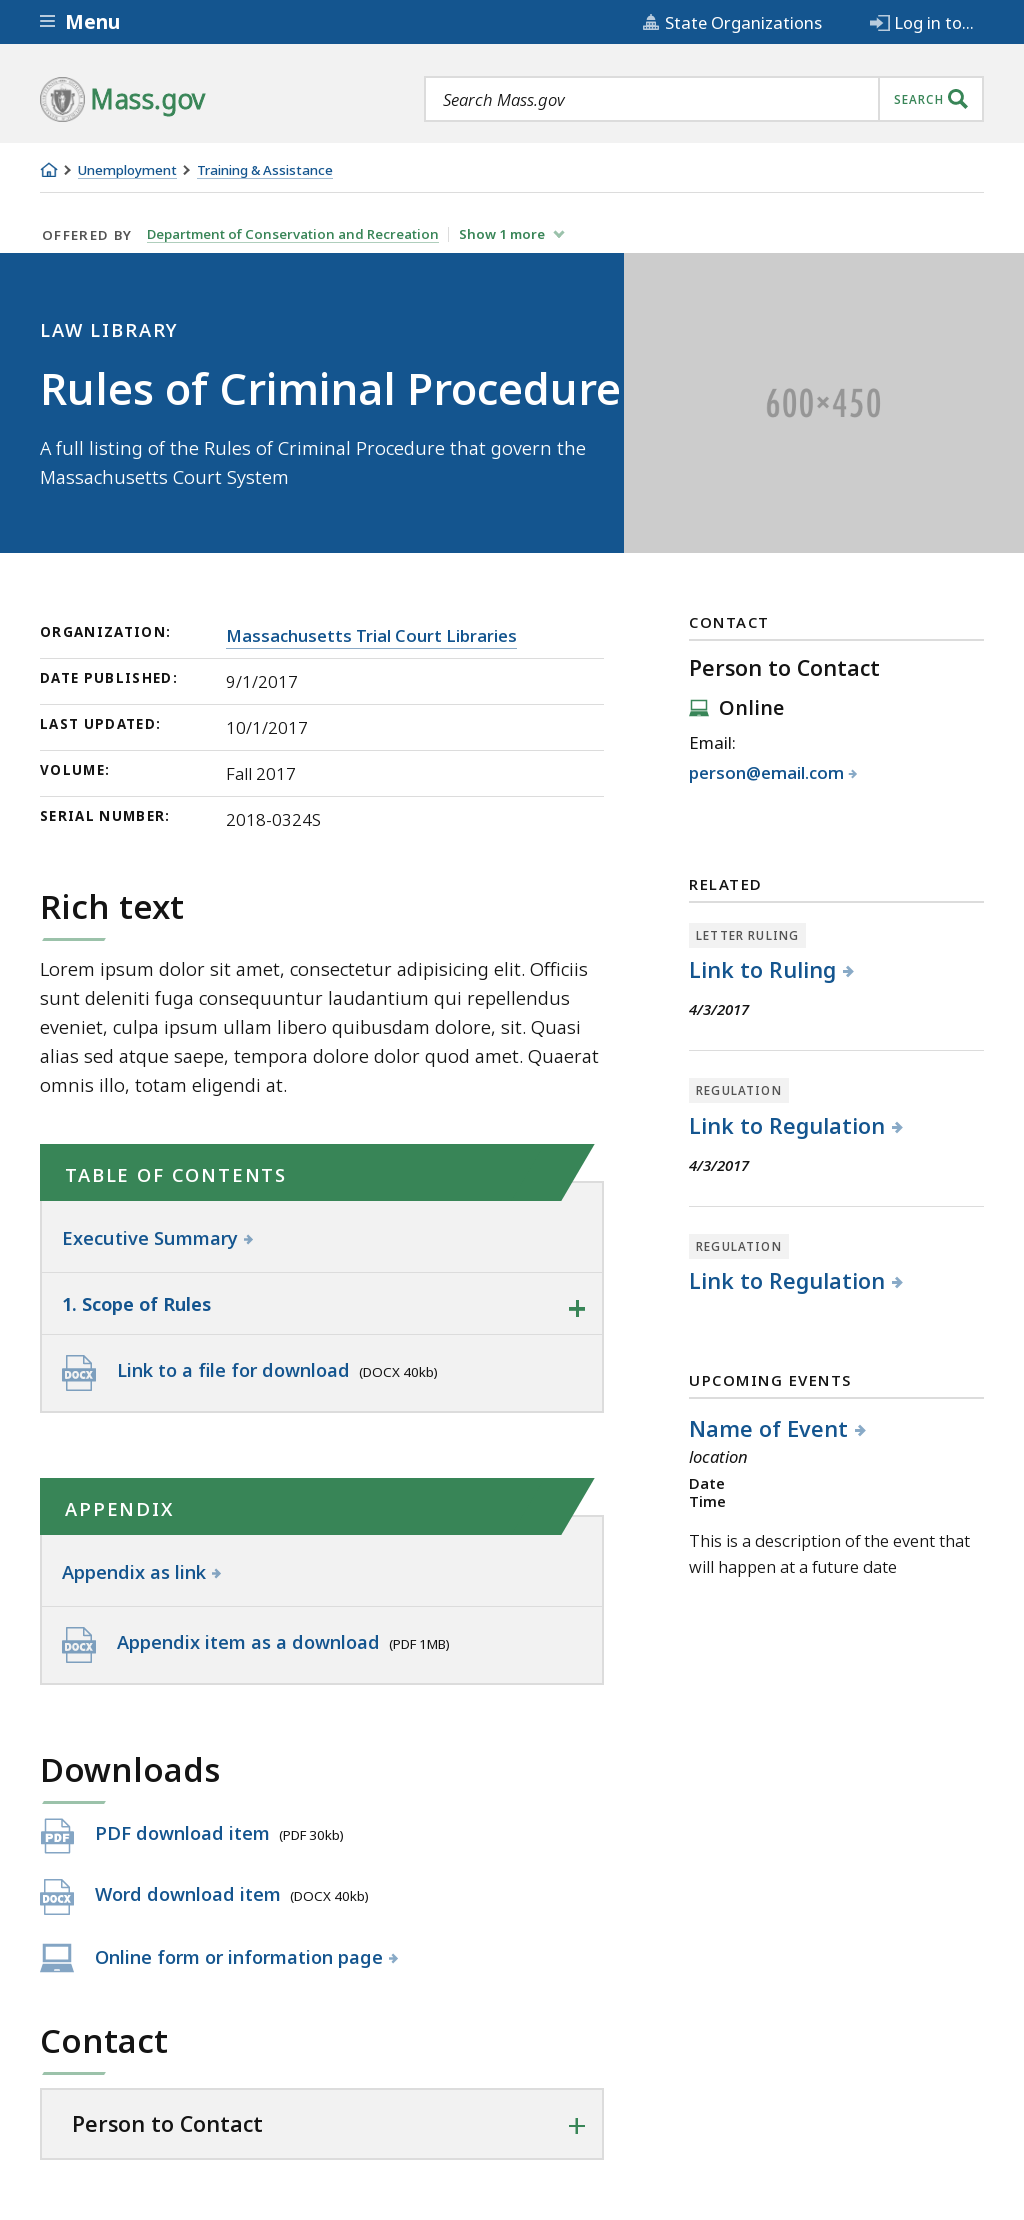 Menu
State Organizations
Log in to...
Mass.gov
Search Mass.gov
SEARCH
Unemployment
Training & Assistance
OFFERED BY
Department of Conservation and Recreation
Show 1 more
LAW LIBRARY
Rules of Criminal Procedure
A full listing of the Rules of Criminal Procedure that govern the
Massachusetts Court System
600×450
ORGANIZATION:
Massachusetts Trial Court Libraries
DATE PUBLISHED:
9/1/2017
LAST UPDATED:
10/1/2017
VOLUME:
Fall 2017
SERIAL NUMBER:
2018-0324S
Rich text
Lorem ipsum dolor sit amet, consectetur adipisicing elit. Officiis
sunt deleniti fuga consequuntur laudantium qui repellendus
eveniet, culpa ipsum ullam libero quibusdam dolore, sit. Quasi
alias sed atque saepe, tempora dolore dolor quod amet. Quaerat
omnis illo, totam eligendi at.
TABLE OF CONTENTS
Executive Summary
1. Scope of Rules
DOCX
Link to a file for download (DOCX 40kb)
APPENDIX
Appendix as link
DOCX
Appendix item as a download (PDF 1MB)
Downloads
PDF
PDF download item (PDF 30kb)
DOCX
Word download item (DOCX 40kb)
Online form or information page
Contact
Person to Contact
CONTACT
Person to Contact
Online
Email:
person@email.com
RELATED
LETTER RULING
Link to Ruling
4/3/2017
REGULATION
Link to Regulation
4/3/2017
REGULATION
Link to Regulation
UPCOMING EVENTS
Name of Event
location
Date
Time
This is a description of the event that
will happen at a future date